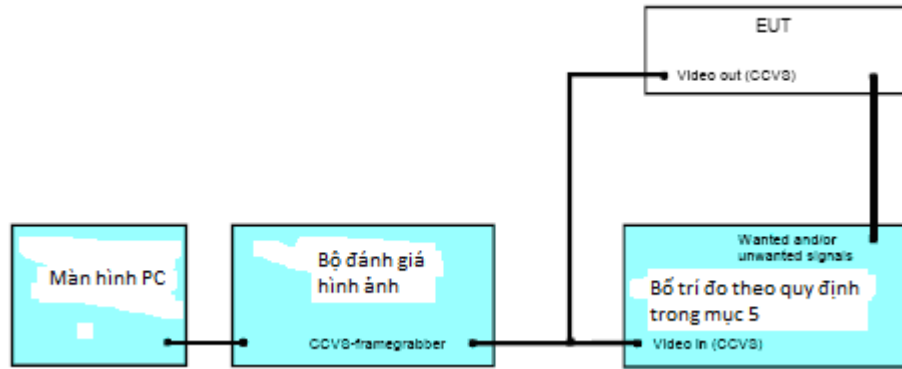 EUT
Video out (CCVS)
Wanted and/or
unwanted signals
Màn hình PC
Bộ đánh giá
hình ảnh
Bố trí đo theo quy định
trong mục 5
CCVS-framegrabber
Video in (CCVS)